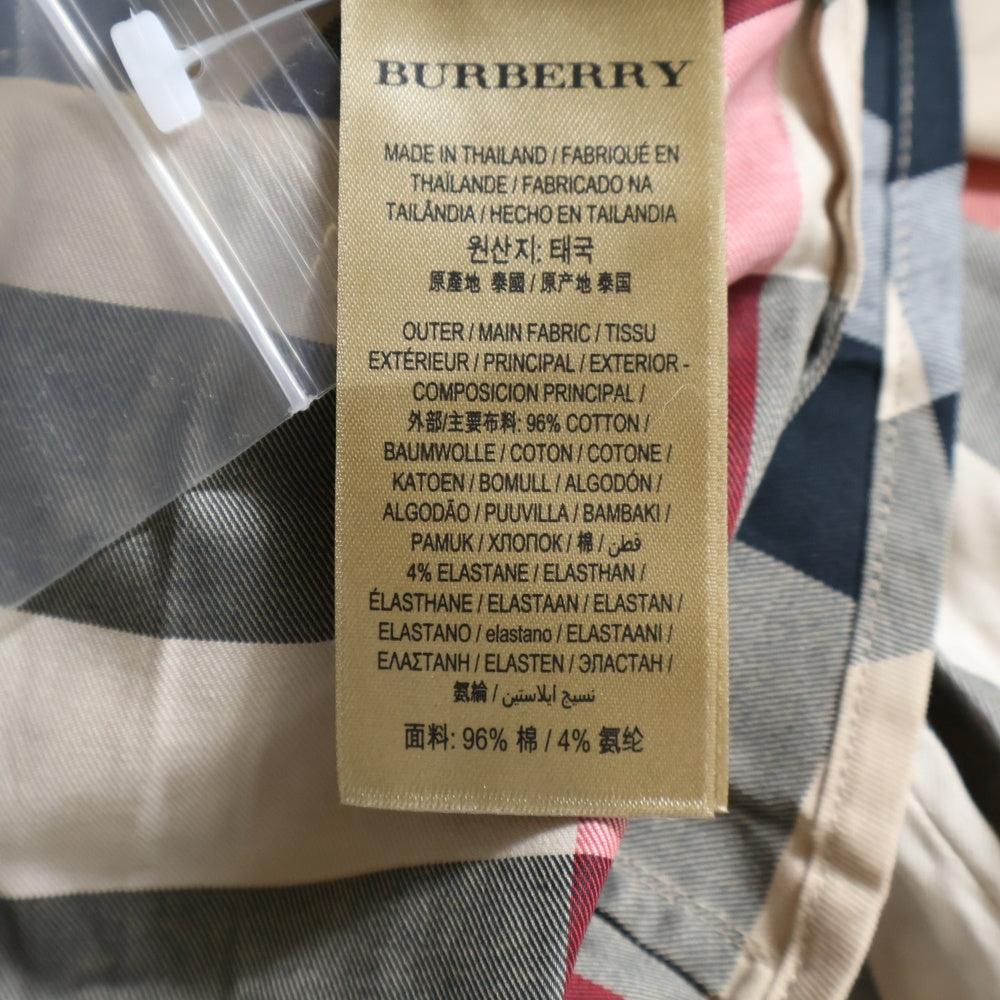 BURBERRY
MADE IN THAILAND / FABRIQUÉ EN
THAÏLANDE / FABRICADO NA
TAILÂNDIA / HECHO EN TAILANDIA
원산지: 태국
原產地 泰國 / 原产地 泰国
OUTER / MAIN FABRIC / TISSU
EXTÉRIEUR / PRINCIPAL / EXTERIOR -
COMPOSICION PRINCIPAL /
外部/主要布料: 96% COTTON /
BAUMWOLLE / COTON / COTONE /
KATOEN / BOMULL / ALGODÓN /
ALGODÃO / PUUVILLA / BAMBAKI /
PAMUK / ХЛОПОК / 棉 / قطن
4% ELASTANE / ELASTHAN /
ÉLASTHANE / ELASTAAN / ELASTAN /
ELASTANO / elastano / ELASTAANI /
ΕΛΑΣΤΑΝΗ / ELASTEN / ЭЛАСТАН /
氨綸 / نسيج ايلاستين
面料: 96% 棉 / 4% 氨纶